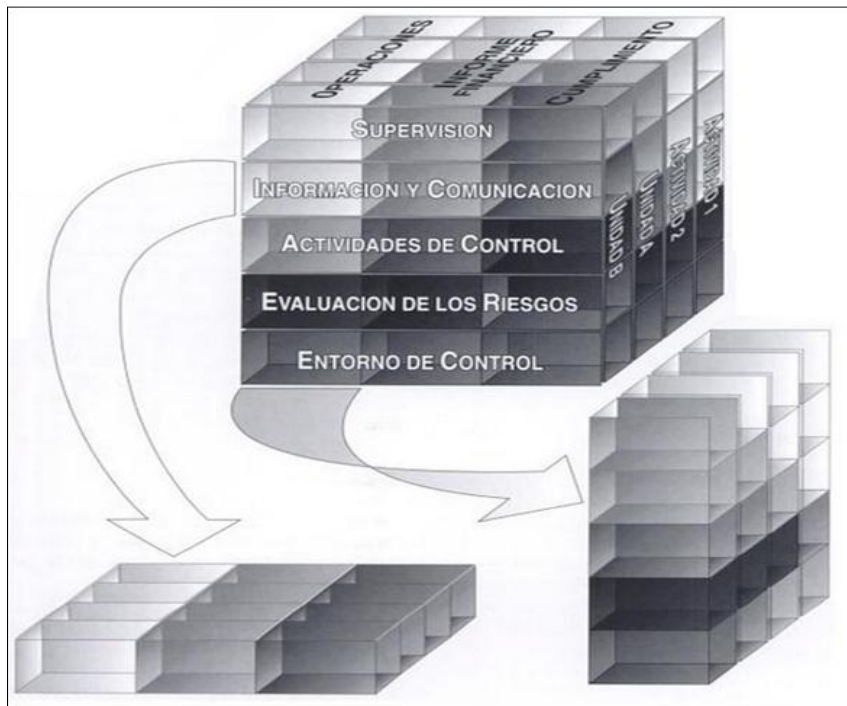 OPERACIONES
INFORME
FINANCIERO
CUMPLIMIENTO
SUPERVISION
INFORMACION Y COMUNICACION
ACTIVIDADES DE CONTROL
EVALUACION DE LOS RIESGOS
ENTORNO DE CONTROL
UNIDAD B
UNIDAD A
ACTIVIDAD 2
ACTIVIDAD 1